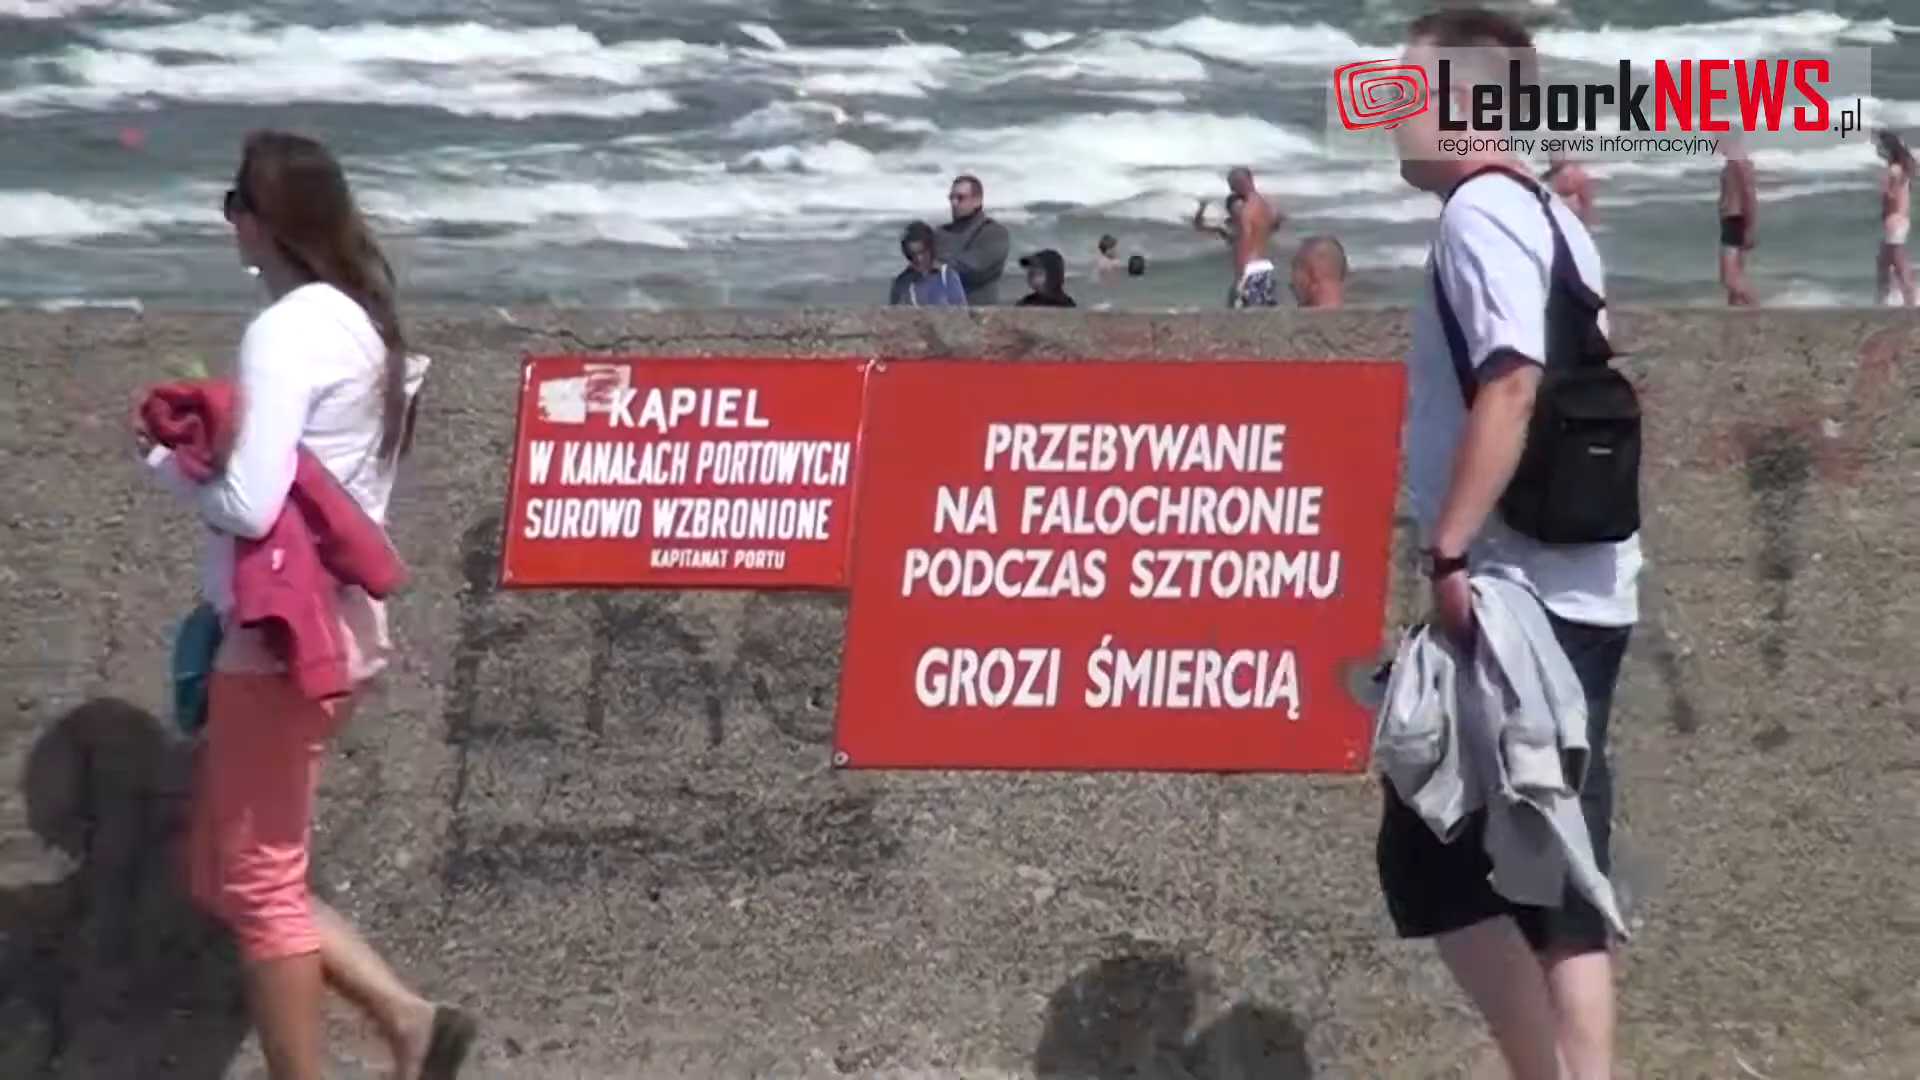 LeborkNEWS.pl
regionalny serwis informacyjny
KĄPIEL
W KANAŁACH PORTOWYCH
SUROWO WZBRONIONE
KAPITANAT PORTU
PRZEBYWANIE
NA FALOCHRONIE
PODCZAS SZTORMU
GROZI ŚMIERCIĄ